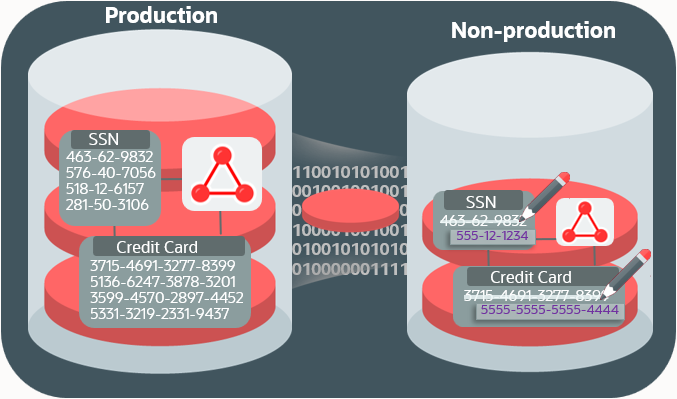 Production
Non-production
SSN
463-62-9832
576-40-7056
518-12-6157
281-50-3106
Credit Card
3715-4691-3277-8399
5136-6247-3878-3201
3599-4570-2897-4452
5331-3219-2331-9437
11001010100
SSN
463-62-9832
555-12-1234
Credit Card
3715-4691-3277-839
5555-5555-5555-4444